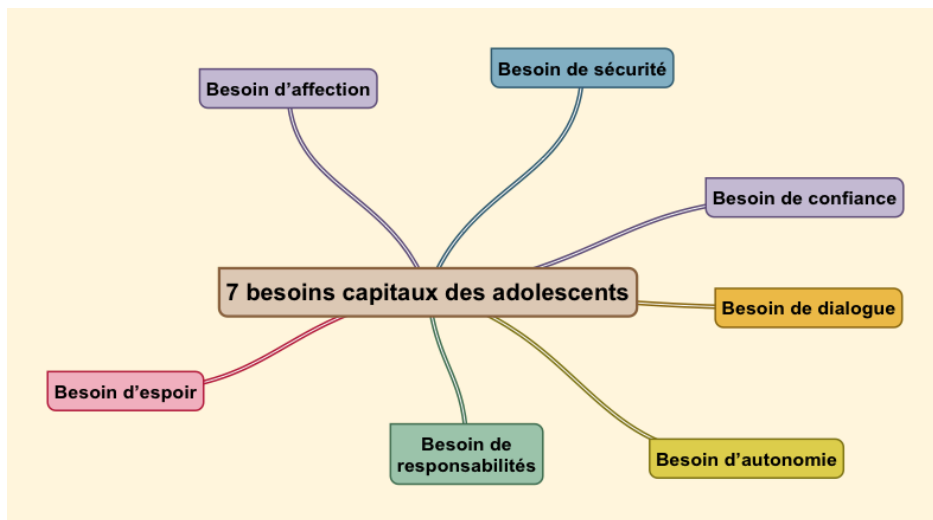 Besoin de sécurité
Besoin d’affection
Besoin de confiance
7 besoins capitaux des adolescents
Besoin de dialogue
Besoin d’espoir
Besoin de
responsabilités
Besoin d’autonomie